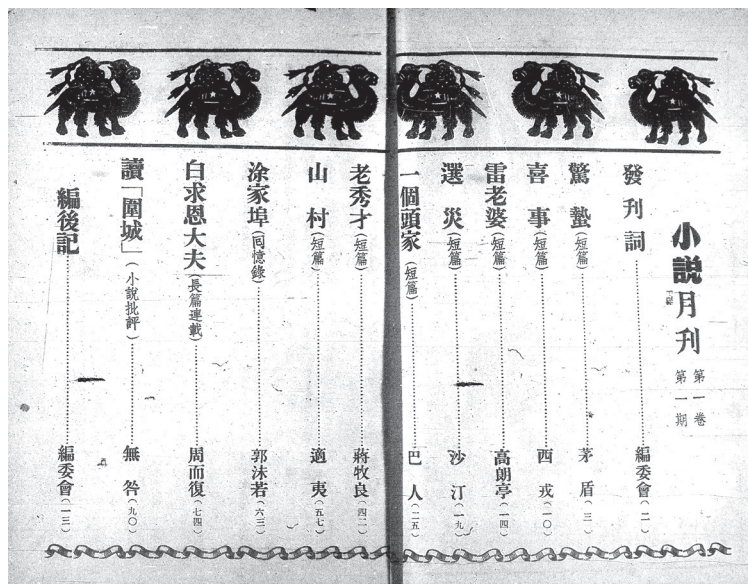 小說月刊
第一卷
第一期
發刊詞……編委會(二)
驚蟄(短篇)……茅盾(三)
喜事(短篇)……西戎(一〇)
雷老婆(短篇)……高朗亭(一四)
選災(短篇)……沙汀(一九)
一個頭家(短篇)……巴人(二五)
老秀才(短篇)……蔣牧良(四二)
山村(短篇)……適夷(五七)
涂家埠(囘憶錄)……郭沫若(六三)
白求恩大夫(長篇連載)……周而復(七四)
讀「圍城」(小說批評)……無咎(九〇)
編後記……編委會(一三)